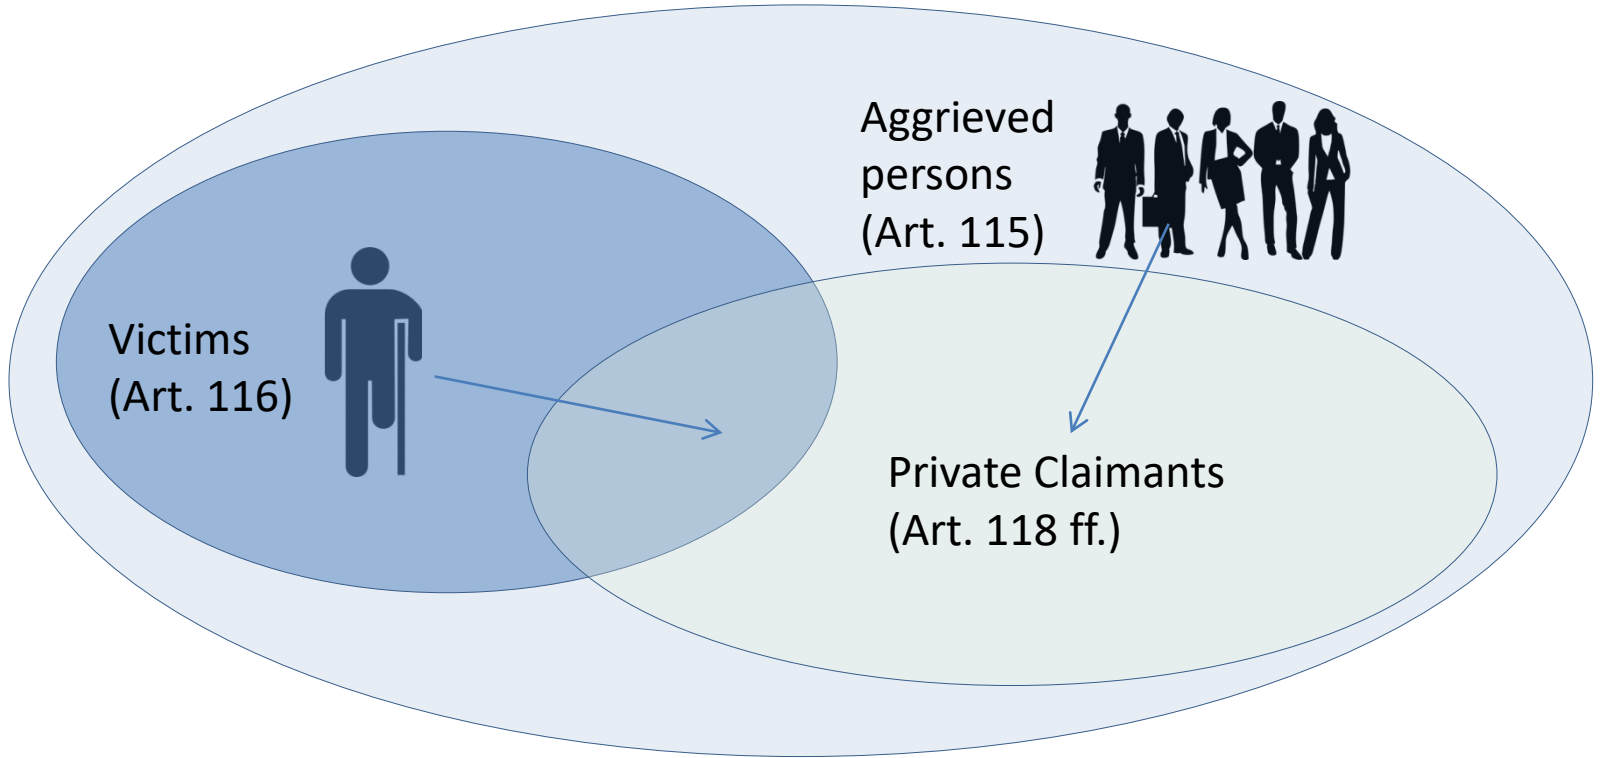 Aggrieved
persons
(Art. 115)
Victims
(Art. 116)
Private Claimants
(Art. 118 ff.)